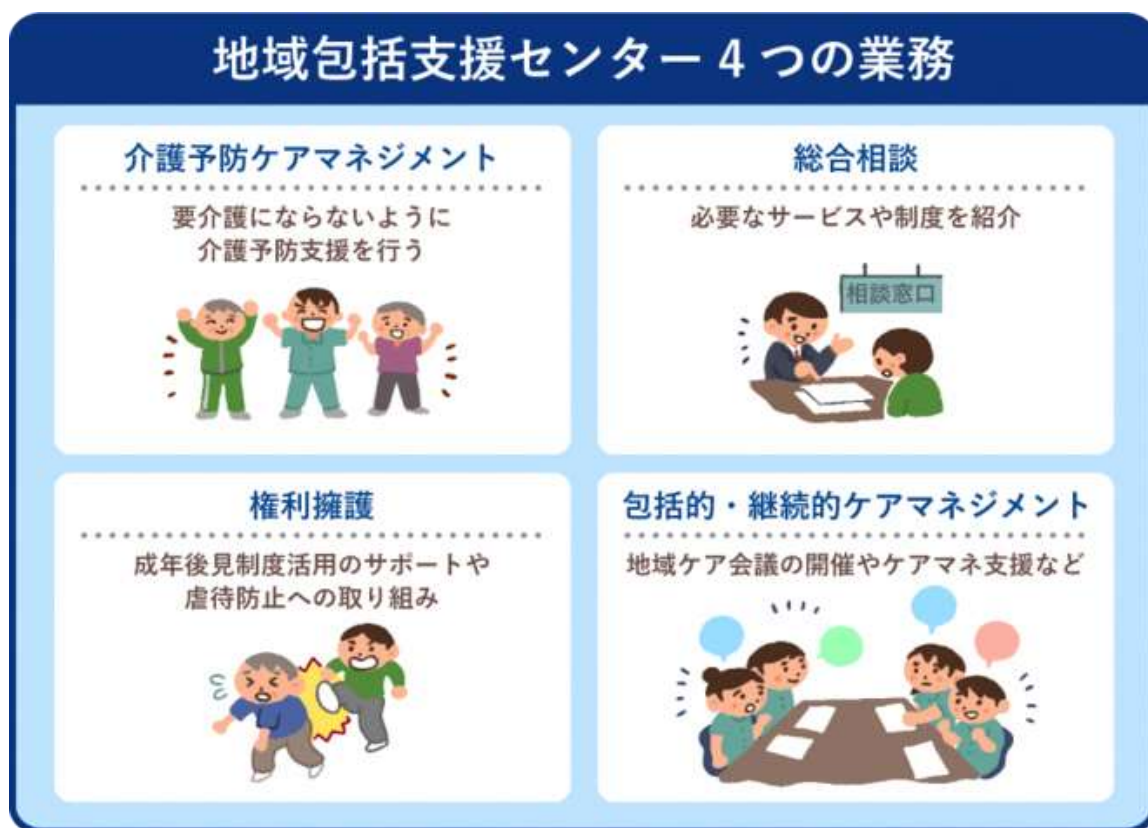 地域包括支援センター 4 つの業務
介護予防ケアマネジメント
要介護にならないように
介護予防支援を行う
総合相談
必要なサービスや制度を紹介
相談窓口
権利擁護
成年後見制度活用のサポートや
虐待防止への取り組み
包括的・継続的ケアマネジメント
地域ケア会議の開催やケアマネ支援など